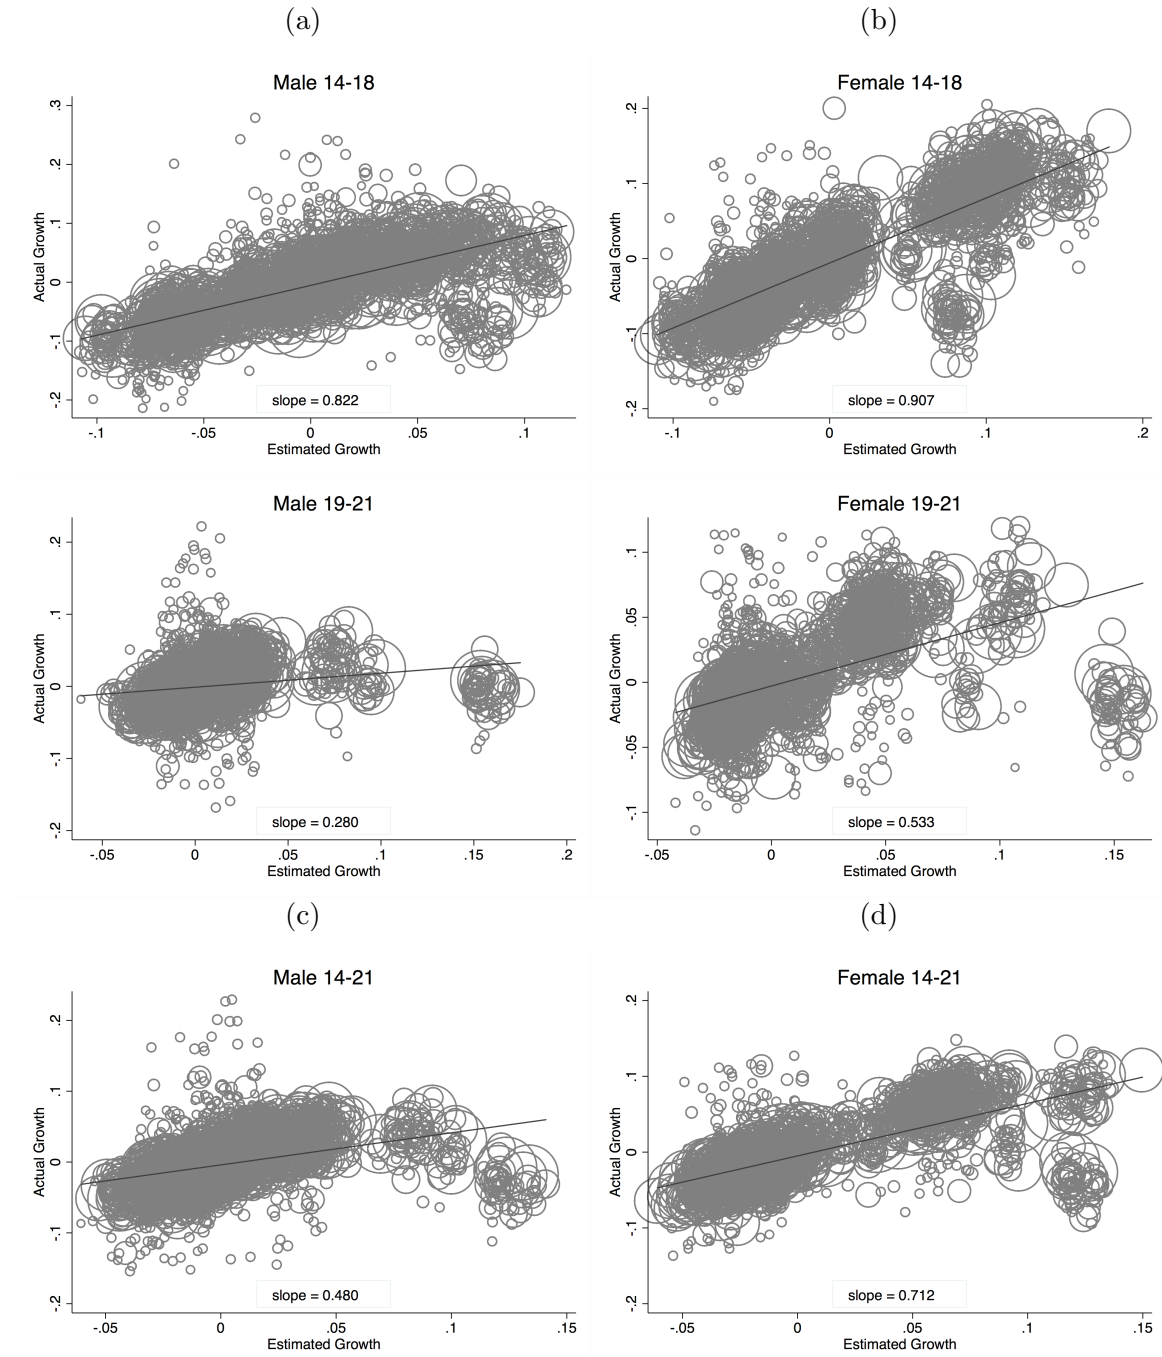 (a)
(b)
Male 14-18
Actual Growth
.3
.2
.1
0
-.1
-.2
slope = 0.822
-.1
-.05
0
.05
.1
Estimated Growth
Female 14-18
Actual Growth
.2
.1
0
-.1
-.2
slope = 0.907
-.1
0
.1
.2
Estimated Growth
Male 19-21
Actual Growth
.2
.1
0
-.1
-.2
slope = 0.280
-.05
0
.05
.1
.15
.2
Estimated Growth
Female 19-21
Actual Growth
.1
.05
0
-.05
-.1
slope = 0.533
-.05
0
.05
.1
.15
Estimated Growth
(c)
(d)
Male 14-21
Actual Growth
.2
.1
0
-.1
-.2
slope = 0.480
-.05
0
.05
.1
.15
Estimated Growth
Female 14-21
Actual Growth
.2
.1
0
-.1
-.2
slope = 0.712
-.05
0
.05
.1
.15
Estimated Growth